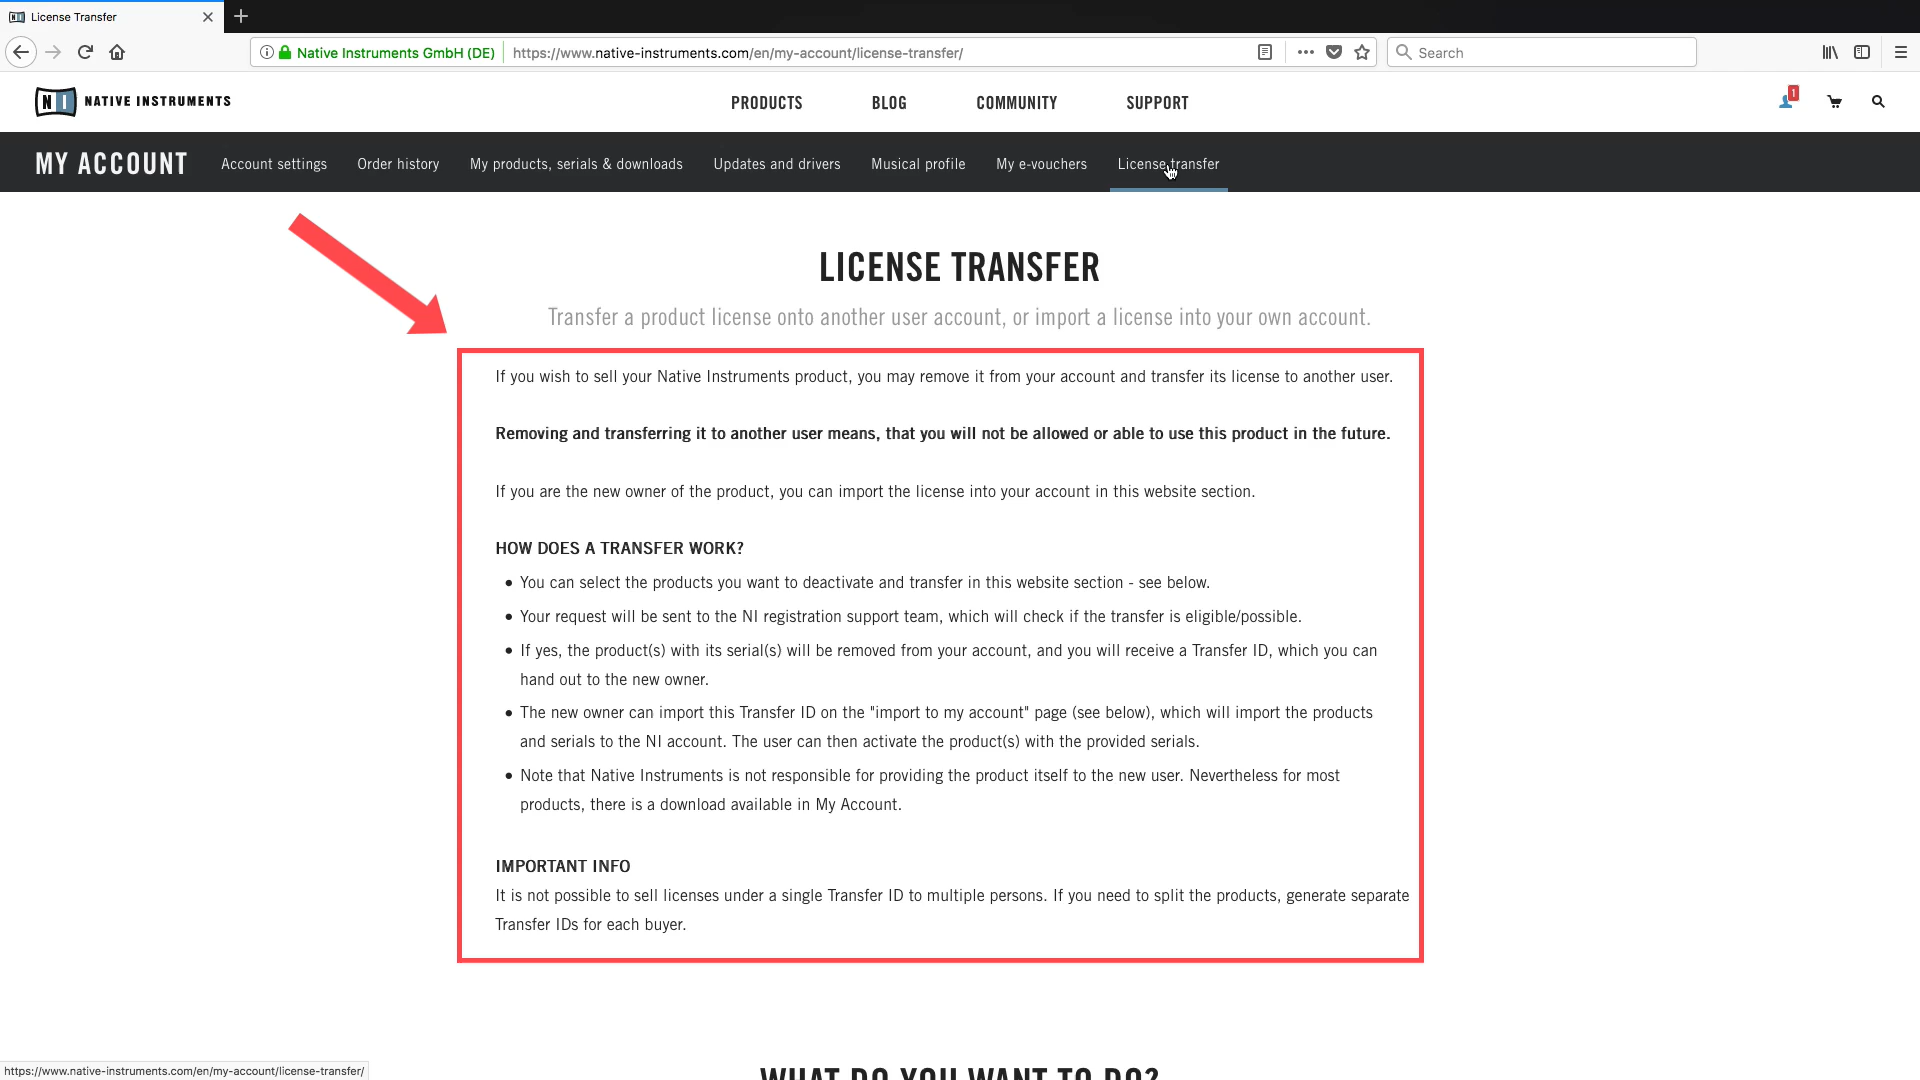 License Transfer
Native Instruments GmbH (DE)
https://www.native-instruments.com/en/my-account/license-transfer/
Search
NI NATIVE INSTRUMENTS
PRODUCTS
BLOG
COMMUNITY
SUPPORT
1
MY ACCOUNT
Account settings
Order history
My products, serials & downloads
Updates and drivers
Musical profile
My e-vouchers
License transfer
LICENSE TRANSFER
Transfer a product license onto another user account, or import a license into your own account.
If you wish to sell your Native Instruments product, you may remove it from your account and transfer its license to another user.
Removing and transferring it to another user means, that you will not be allowed or able to use this product in the future.
If you are the new owner of the product, you can import the license into your account in this website section.
HOW DOES A TRANSFER WORK?
• You can select the products you want to deactivate and transfer in this website section - see below.
• Your request will be sent to the NI registration support team, which will check if the transfer is eligible/possible.
• If yes, the product(s) with its serial(s) will be removed from your account, and you will receive a Transfer ID, which you can
hand out to the new owner.
• The new owner can import this Transfer ID on the "import to my account" page (see below), which will import the products
and serials to the NI account. The user can then activate the product(s) with the provided serials.
• Note that Native Instruments is not responsible for providing the product itself to the new user. Nevertheless for most
products, there is a download available in My Account.
IMPORTANT INFO
It is not possible to sell licenses under a single Transfer ID to multiple persons. If you need to split the products, generate separate
Transfer IDs for each buyer.
WHAT DO YOU WANT TO DO?
https://www.native-instruments.com/en/my-account/license-transfer/